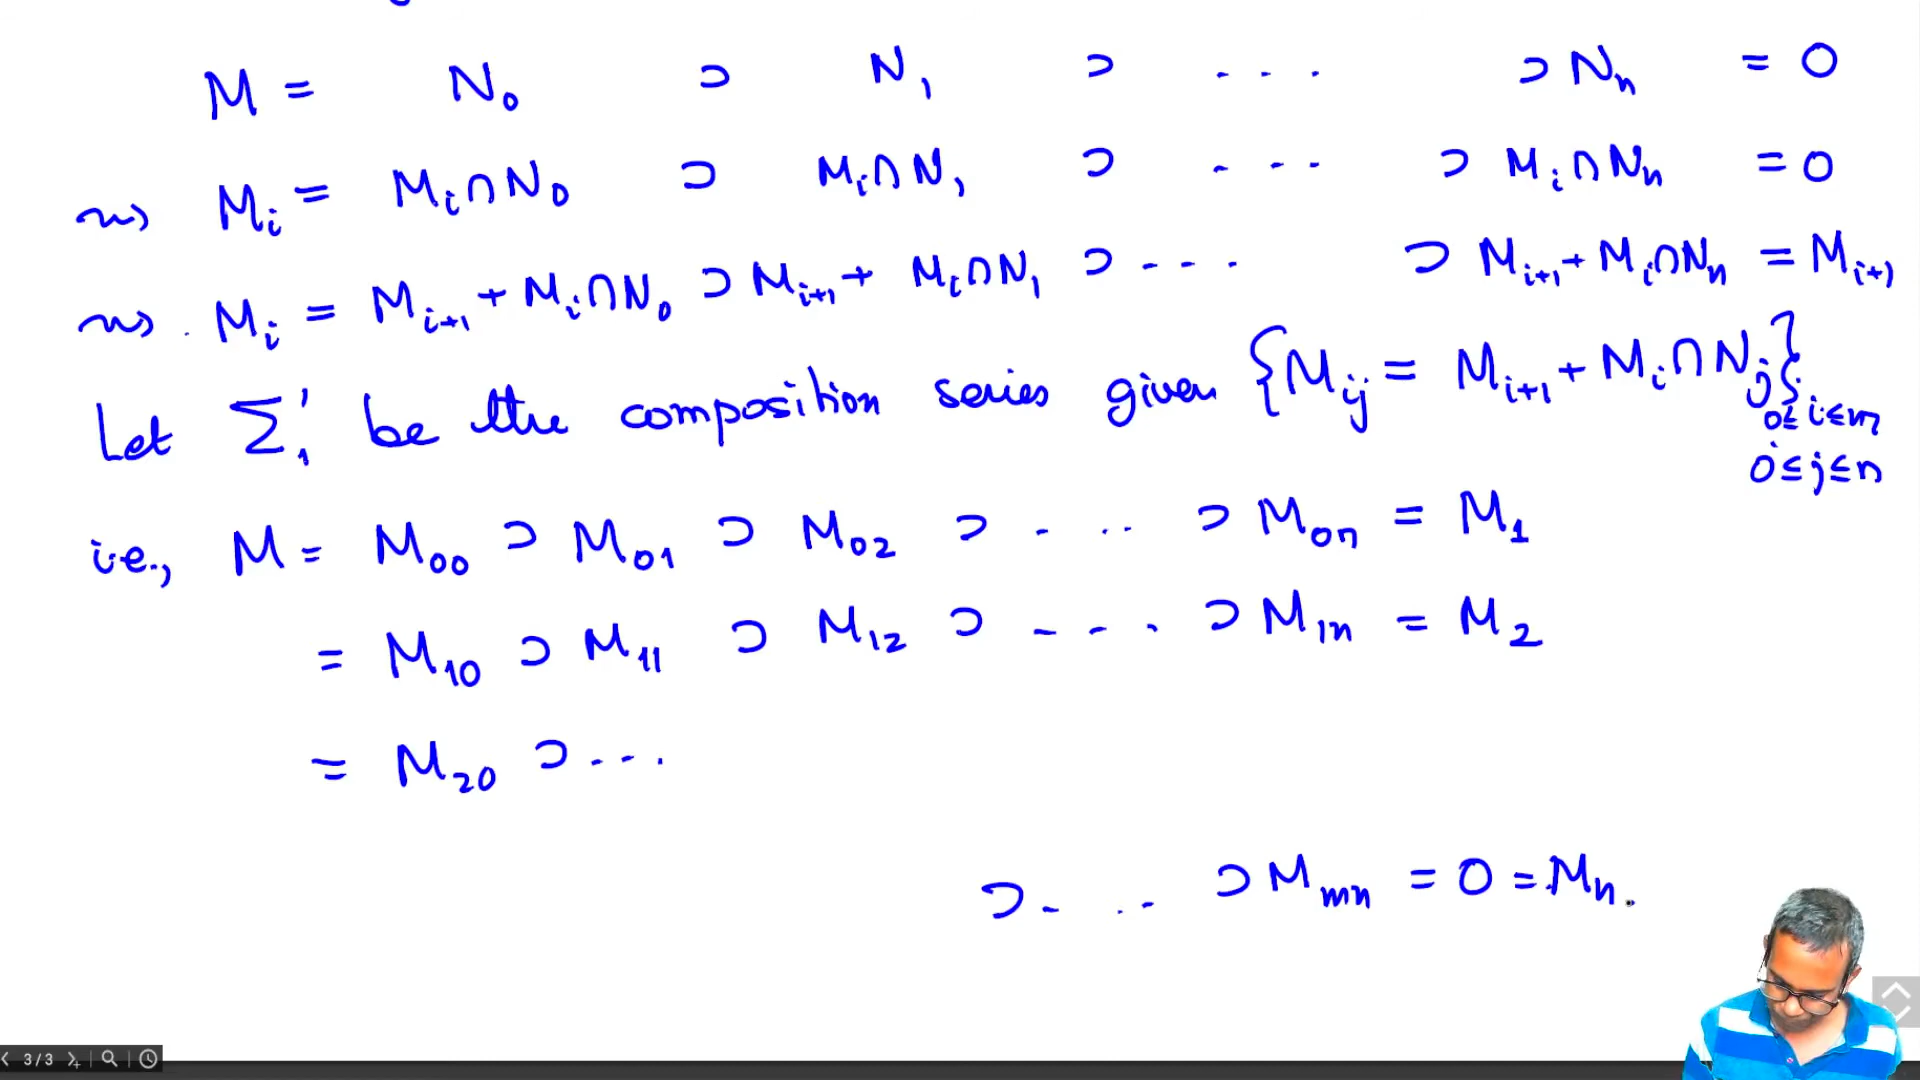 M = N₀ ⊃ N₁ ⊃ ... ⊃ Nₙ = 0
⇝ Mᵢ = Mᵢ∩N₀ ⊃ Mᵢ∩N₁ ⊃ ... ⊃ Mᵢ∩Nₙ = 0
⇝ Mᵢ = Mᵢ₊₁ + Mᵢ∩N₀ ⊃ Mᵢ₊₁ + Mᵢ∩N₁ ⊃ ... ⊃ Mᵢ₊₁ + Mᵢ∩Nₙ = Mᵢ₊₁
Let Σ₁' be the composition series given {Mᵢⱼ = Mᵢ₊₁ + Mᵢ∩Nⱼ} 0≤i≤m
0≤j≤n
i.e., M = M₀₀ ⊃ M₀₁ ⊃ M₀₂ ⊃ ... ⊃ M₀ₙ = M₁
= M₁₀ ⊃ M₁₁ ⊃ M₁₂ ⊃ ... ⊃ M₁ₙ = M₂
= M₂₀ ⊃ ...
⊃ ... ⊃ Mₘₙ = 0 = Mₙ.
3/3